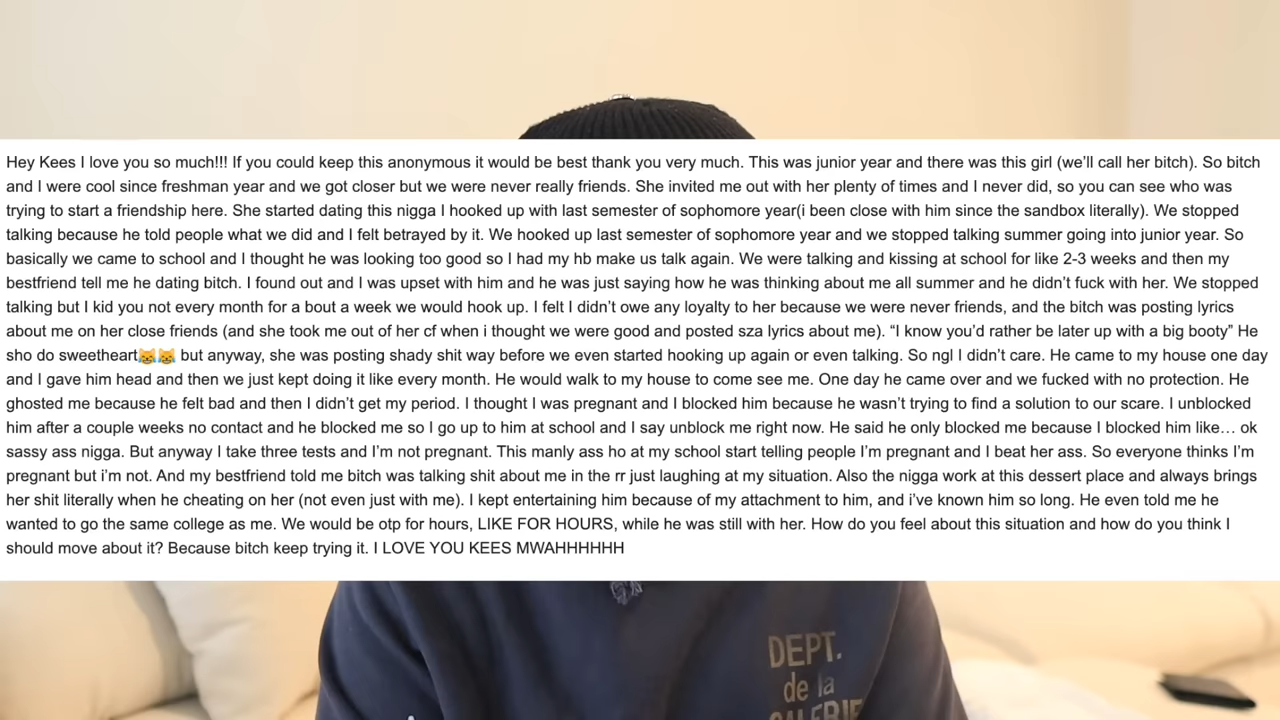 Hey Kees I love you so much!!! If you could keep this anonymous it would be best thank you very much. This was junior year and there was this girl (we'll call her bitch). So bitch
and I were cool since freshman year and we got closer but we were never really friends. She invited me out with her plenty of times and I never did, so you can see who was
trying to start a friendship here. She started dating this nigga I hooked up with last semester of sophomore year(i been close with him since the sandbox literally). We stopped
talking because he told people what we did and I felt betrayed by it. We hooked up last semester of sophomore year and we stopped talking summer going into junior year. So
basically we came to school and I thought he was looking too good so I had my hb make us talk again. We were talking and kissing at school for like 2-3 weeks and then my
bestfriend tell me he dating bitch. I found out and I was upset with him and he was just saying how he was thinking about me all summer and he didn't fuck with her. We stopped
talking but I kid you not every month for a bout a week we would hook up. I felt I didn't owe any loyalty to her because we were never friends, and the bitch was posting lyrics
about me on her close friends (and she took me out of her cf when i thought we were good and posted sza lyrics about me). “I know you'd rather be later up with a big booty” He
sho do sweetheart😹😹 but anyway, she was posting shady shit way before we even started hooking up again or even talking. So ngl I didn't care. He came to my house one day
and I gave him head and then we just kept doing it like every month. He would walk to my house to come see me. One day he came over and we fucked with no protection. He
ghosted me because he felt bad and then I didn't get my period. I thought I was pregnant and I blocked him because he wasn't trying to find a solution to our scare. I unblocked
him after a couple weeks no contact and he blocked me so I go up to him at school and I say unblock me right now. He said he only blocked me because I blocked him like… ok
sassy ass nigga. But anyway I take three tests and I'm not pregnant. This manly ass ho at my school start telling people I'm pregnant and I beat her ass. So everyone thinks I'm
pregnant but i'm not. And my bestfriend told me bitch was talking shit about me in the rr just laughing at my situation. Also the nigga work at this dessert place and always brings
her shit literally when he cheating on her (not even just with me). I kept entertaining him because of my attachment to him, and i've known him so long. He even told me he
wanted to go the same college as me. We would be otp for hours, LIKE FOR HOURS, while he was still with her. How do you feel about this situation and how do you think I
should move about it? Because bitch keep trying it. I LOVE YOU KEES MWAHHHHHH
DEPT.
de la
GALERIE